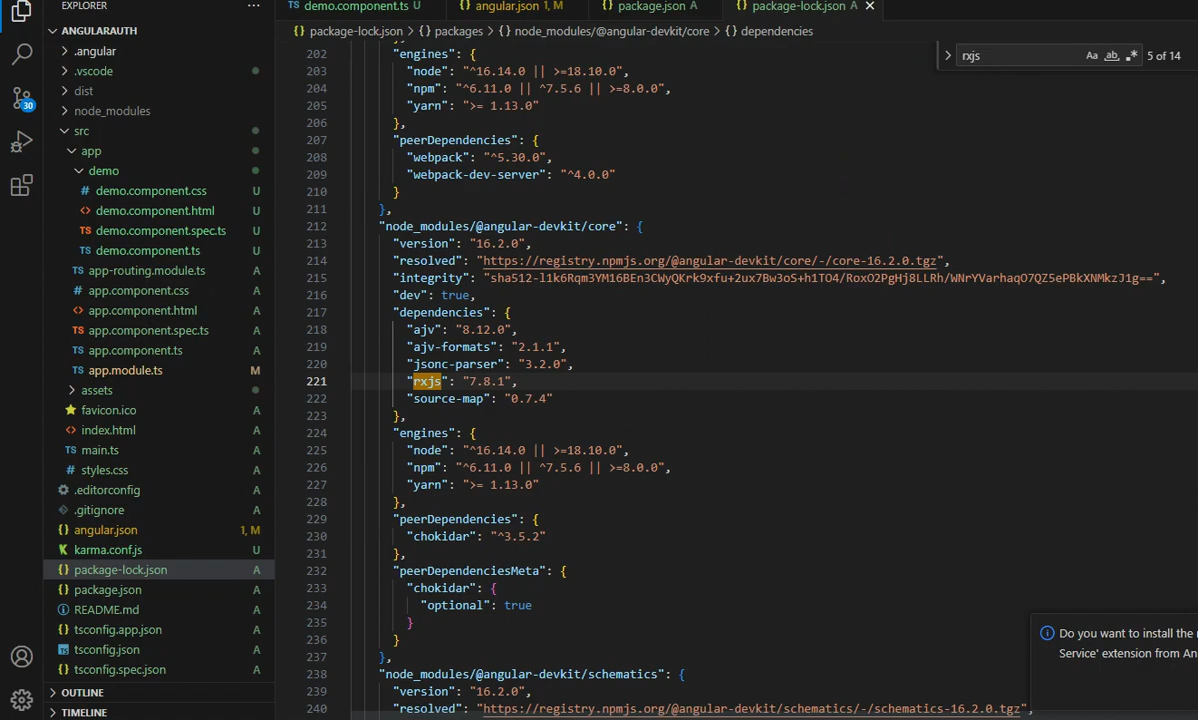 EXPLORER
ANGULARAUTH
.angular
.vscode
dist
node_modules
src
app
demo
demo.component.css U
demo.component.html U
demo.component.spec.ts U
demo.component.ts U
app-routing.module.ts A
app.component.css A
app.component.html A
app.component.spec.ts A
app.component.ts A
app.module.ts M
assets
favicon.ico A
index.html A
main.ts A
styles.css A
.editorconfig A
.gitignore A
angular.json 1, M
karma.conf.js U
package-lock.json A
package.json A
README.md A
tsconfig.app.json A
tsconfig.json A
tsconfig.spec.json A
OUTLINE
TIMELINE
30
demo.component.ts U angular.json 1, M package.json A package-lock.json A
package-lock.json > {} packages > {} node_modules/@angular-devkit/core > {} dependencies
rxjs Aa ab .* 5 of 14
202 "engines": {
203 "node": "^16.14.0 || >=18.10.0",
204 "npm": "^6.11.0 || ^7.5.6 || >=8.0.0",
205 "yarn": ">= 1.13.0"
206 },
207 "peerDependencies": {
208 "webpack": "^5.30.0",
209 "webpack-dev-server": "^4.0.0"
210 }
211 },
212 "node_modules/@angular-devkit/core": {
213 "version": "16.2.0",
214 "resolved": "https://registry.npmjs.org/@angular-devkit/core/-/core-16.2.0.tgz",
215 "integrity": "sha512-l1k6Rqm3YM16BEn3CWyQKrk9xfu+2ux7Bw3oS+h1TO4/RoxO2PgHj8LLRh/WNrYVarhaqO7QZ5ePBkXNMkzJ1g==",
216 "dev": true,
217 "dependencies": {
218 "ajv": "8.12.0",
219 "ajv-formats": "2.1.1",
220 "jsonc-parser": "3.2.0",
221 "rxjs": "7.8.1",
222 "source-map": "0.7.4"
223 },
224 "engines": {
225 "node": "^16.14.0 || >=18.10.0",
226 "npm": "^6.11.0 || ^7.5.6 || >=8.0.0",
227 "yarn": ">= 1.13.0"
228 },
229 "peerDependencies": {
230 "chokidar": "^3.5.2"
231 },
232 "peerDependenciesMeta": {
233 "chokidar": {
234 "optional": true
235 }
236 }
237 },
238 "node_modules/@angular-devkit/schematics": {
239 "version": "16.2.0",
240 "resolved": "https://registry.npmjs.org/@angular-devkit/schematics/-/schematics-16.2.0.tgz",
Do you want to install the
Service' extension from An